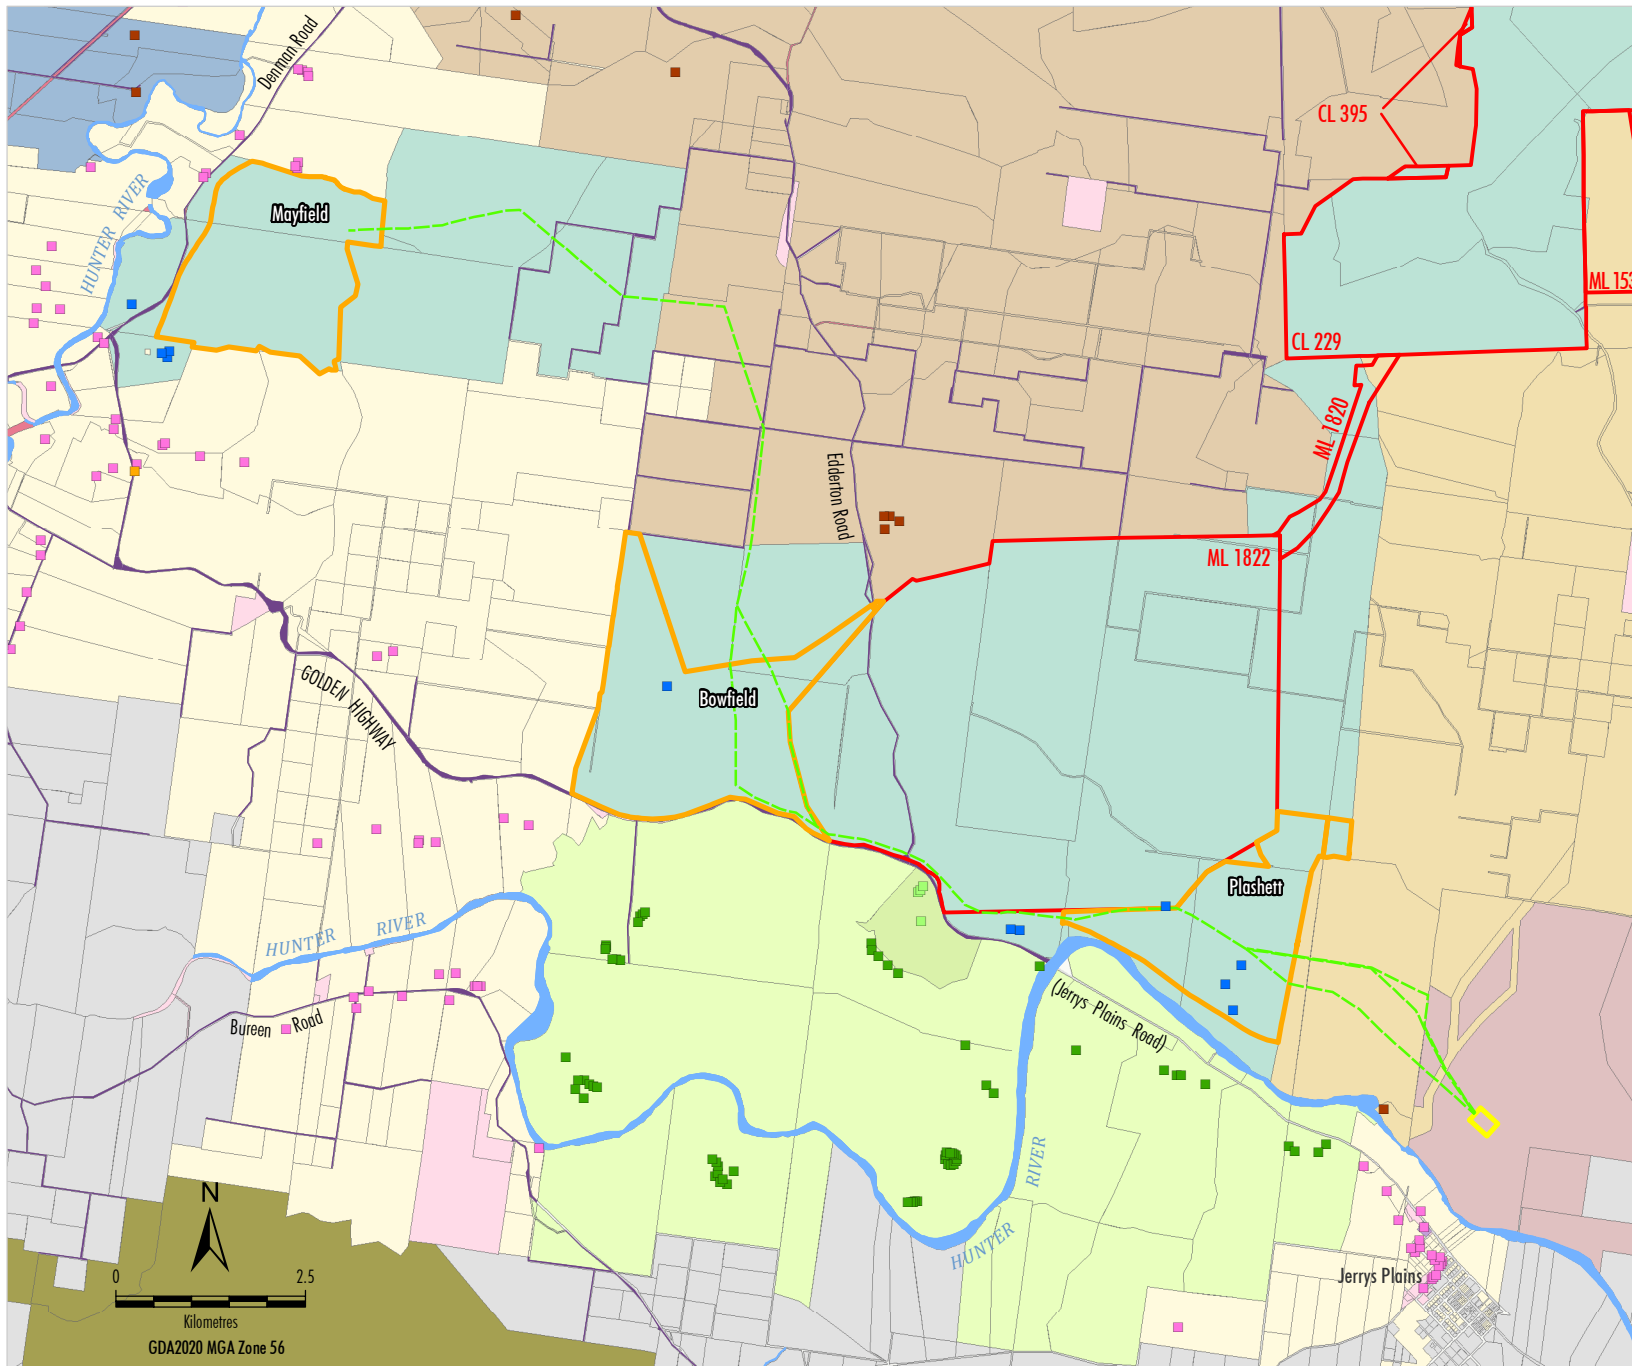 Denman Road
CL 395
HUNTER RIVER
Mayfield
ML 153
CL 229
ML 1820
Edderton Road
ML 1822
GOLDEN HIGHWAY
Bowfield
Plashett
HUNTER RIVER
(Jerrys Plains Road)
Bureen Road
HUNTER RIVER
N
0 2.5
Kilometres
GDA2020 MGA Zone 56
Jerrys Plains